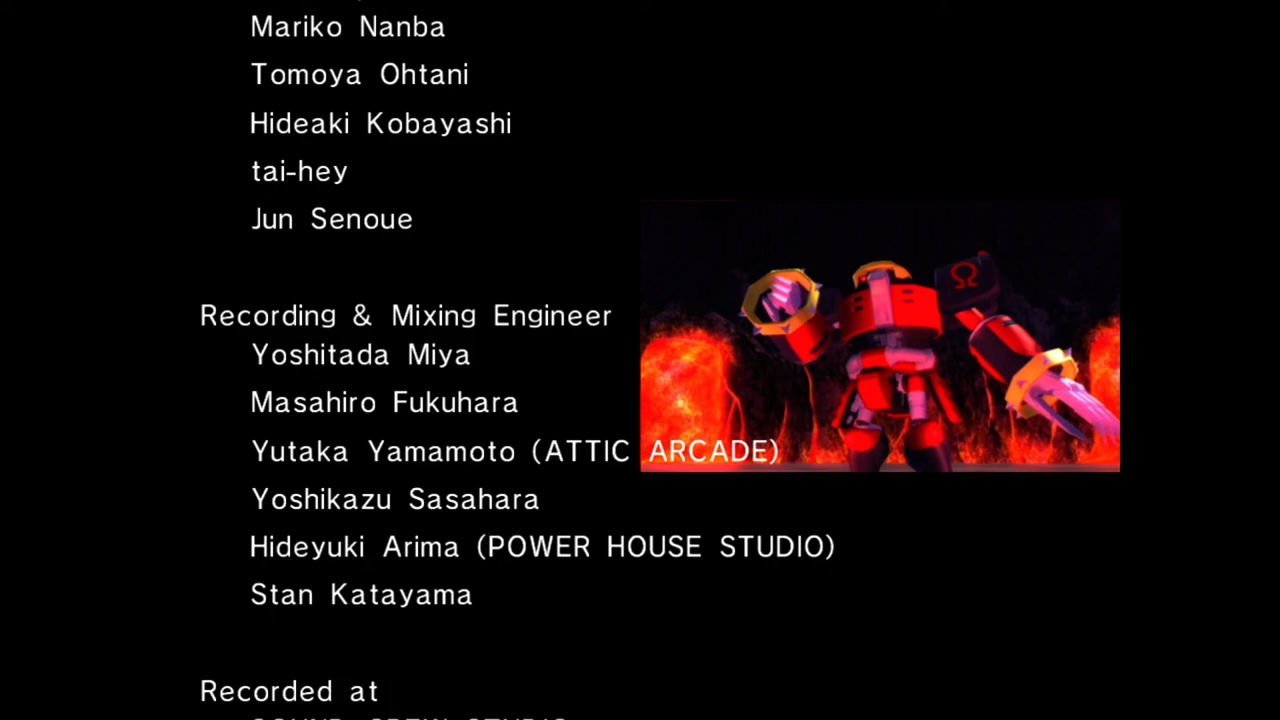 Mariko Nanba
Tomoya Ohtani
Hideaki Kobayashi
tai-hey
Jun Senoue
Recording & Mixing Engineer
Yoshitada Miya
Masahiro Fukuhara
Yutaka Yamamoto (ATTIC ARCADE)
Yoshikazu Sasahara
Hideyuki Arima (POWER HOUSE STUDIO)
Stan Katayama
Recorded at
Ω